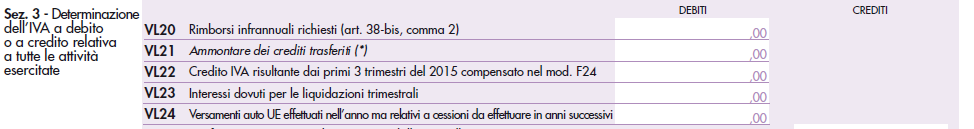 DEBITI CREDITI
Sez. 3 - Determinazione
dell'IVA a debito
o a credito relativa
a tutte le attività
esercitate
VL20 Rimborsi infrannuali richiesti (art. 38-bis, comma 2) ,00
VL21 Ammontare dei crediti trasferiti (*) ,00
VL22 Credito IVA risultante dai primi 3 trimestri del 2015 compensato nel mod. F24 ,00
VL23 Interessi dovuti per le liquidazioni trimestrali ,00
VL24 Versamenti auto UE effettuati nell'anno ma relativi a cessioni da effettuare in anni successivi ,00